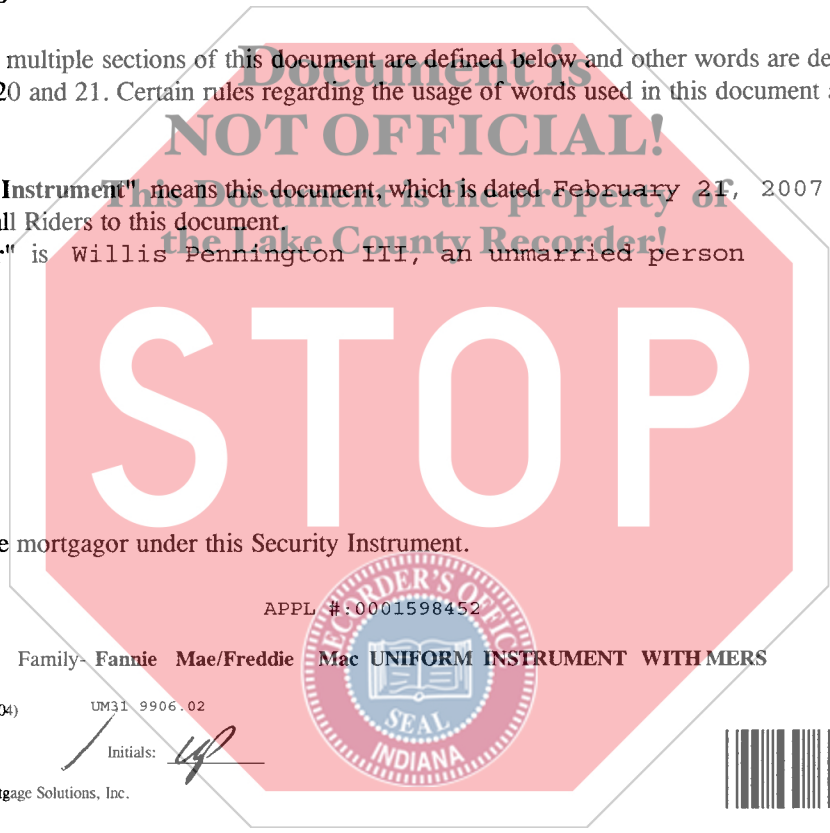 multiple sections of this document are defined below and other words are de
20 and 21. Certain rules regarding the usage of words used in this document
Document is
NOT OFFICIAL!
This Document is the property of
the Lake County Recorder!
Instrument" means this document, which is dated February 21, 2007
ll Riders to this document.
" is Willis Pennington III, an unmarried person
STOP
e mortgagor under this Security Instrument.
APPL #:0001598452
Family- Fannie Mae/Freddie Mac UNIFORM INSTRUMENT WITH MERS
04) UM31 9906.02
Initials: WP
tgage Solutions, Inc.
RECORDER'S OFFICE
SEAL
INDIANA